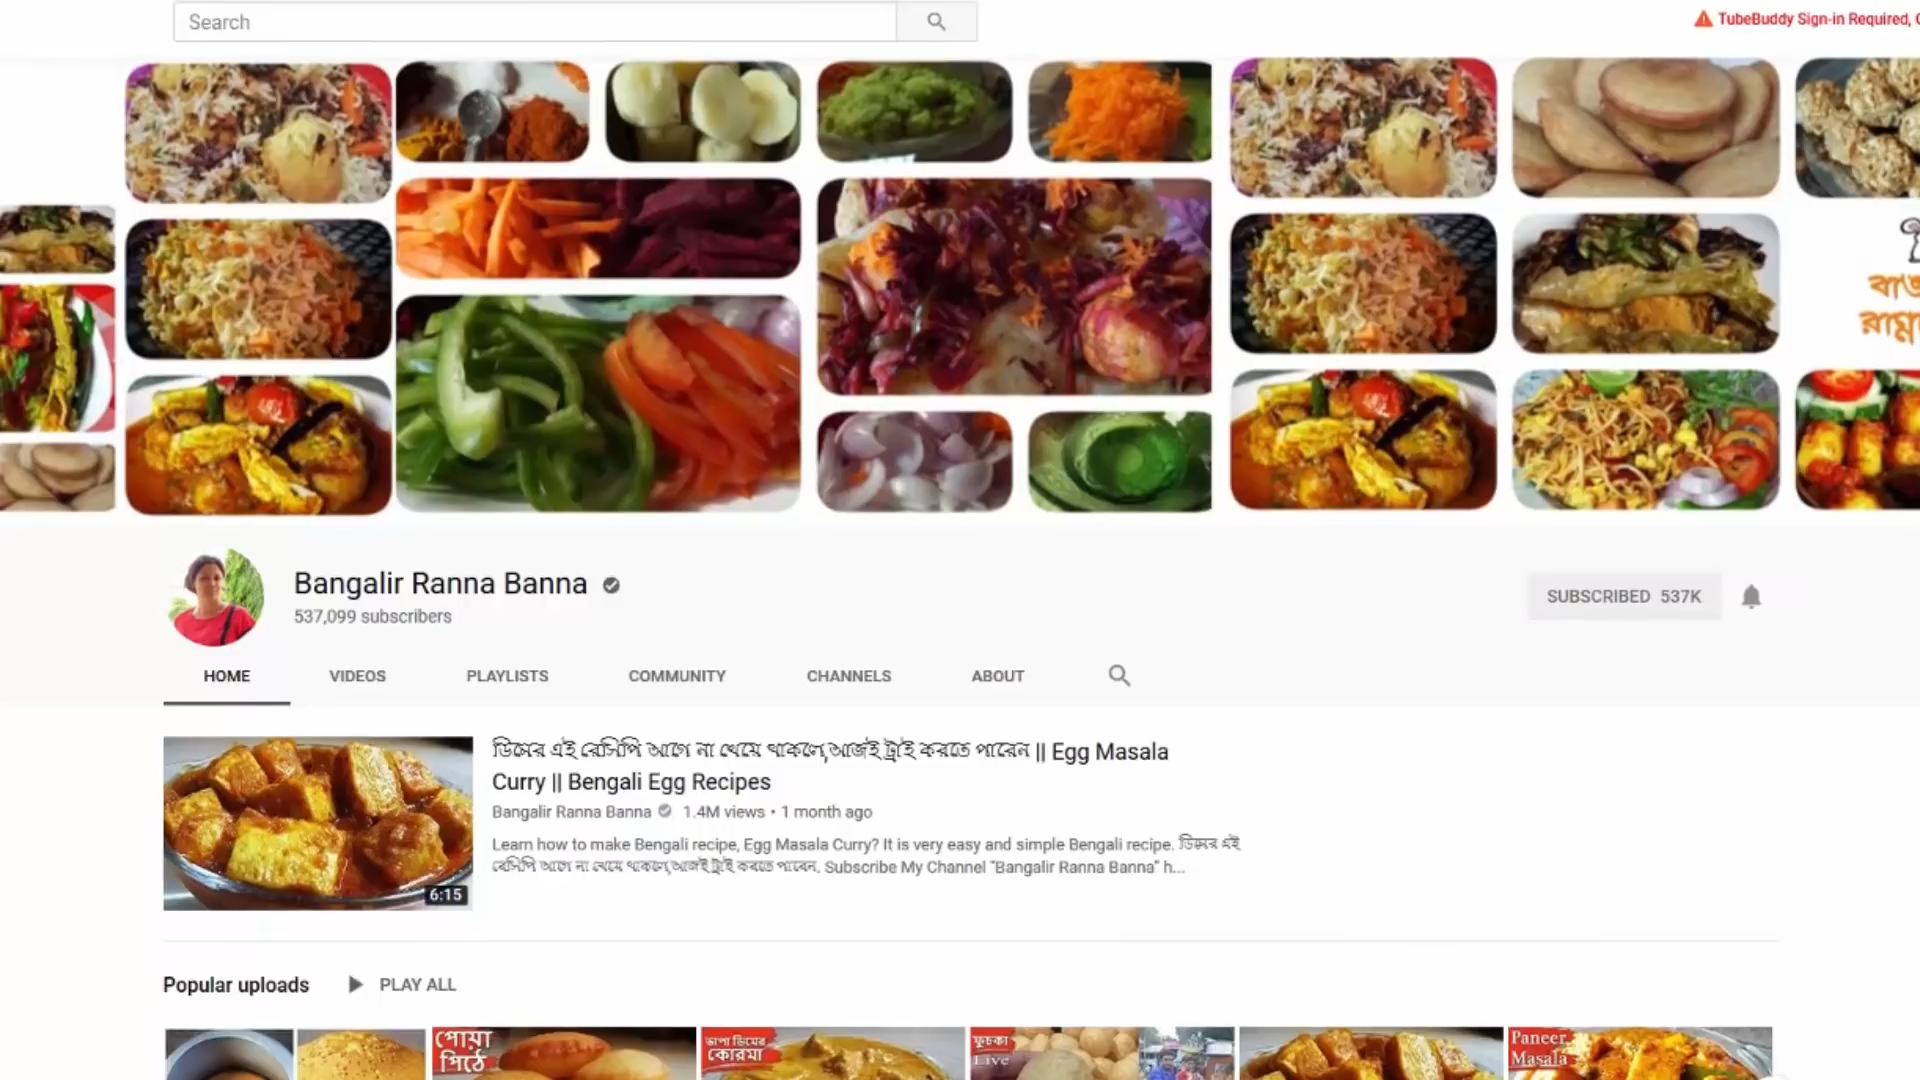 Search
TubeBuddy Sign-in Required,
Bangalir Ranna Banna
537,099 subscribers
SUBSCRIBED 537K
HOME VIDEOS PLAYLISTS COMMUNITY CHANNELS ABOUT
ডিমের এই রেসিপি আগে না খেয়ে থাকলে,আজই ট্রাই করতে পারেন || Egg Masala
Curry || Bengali Egg Recipes
Bangalir Ranna Banna 1.4M views • 1 month ago
Learn how to make Bengali recipe, Egg Masala Curry? It is very easy and simple Bengali recipe. ডিমের এই
রেসিপি আগে না খেয়ে থাকলে,আজই ট্রাই করতে পারেন. Subscribe My Channel "Bangalir Ranna Banna" h...
6:15
Popular uploads PLAY ALL
পোয়া
পিঠে
ভাপা ডিমের
কোরমা
ফুচকা
Live
Paneer
Masala